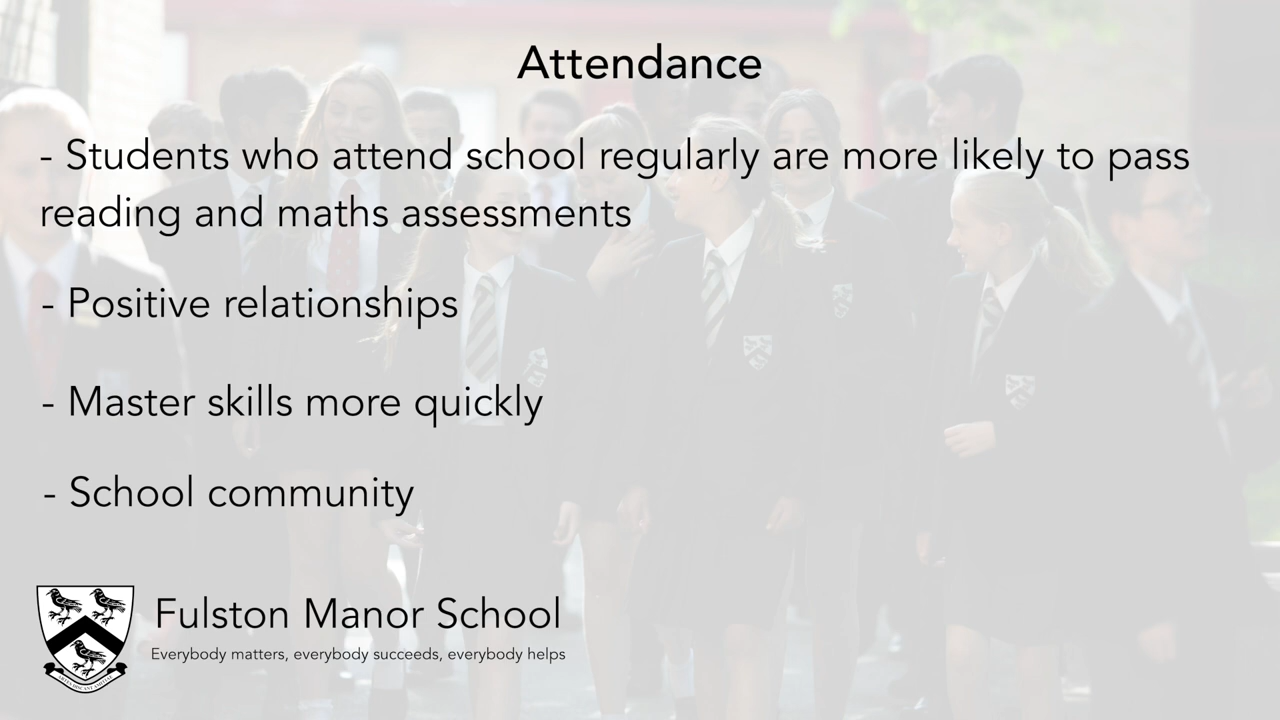 Attendance
- Students who attend school regularly are more likely to pass
reading and maths assessments
- Positive relationships
- Master skills more quickly
- School community
Fulston Manor School
Everybody matters, everybody succeeds, everybody helps